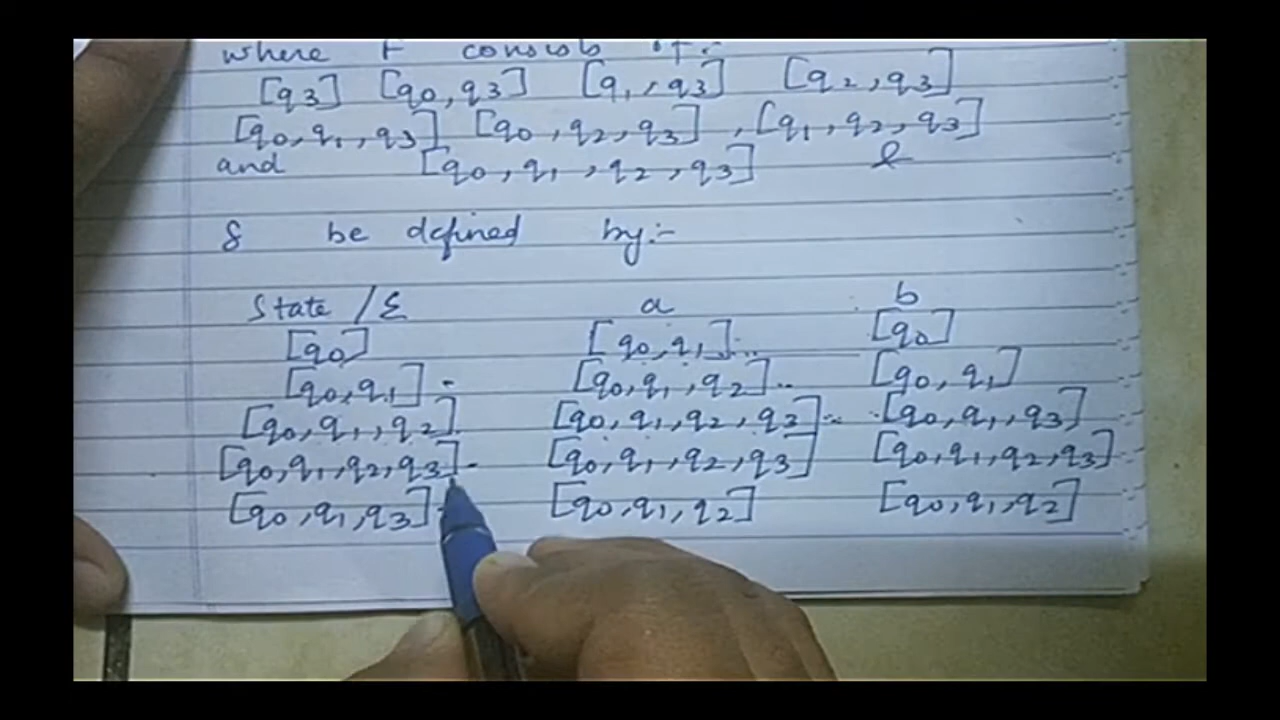 where F consists of:-
[q3] [q0,q3] [q1,q3] [q2,q3]
[q0,q1,q3] [q0,q2,q3] , [q1,q2,q3]
and [q0,q1,q2,q3] &
δ be defined by:-
State / Σ a b
[q0] [q0,q1] [q0]
[q0,q1] [q0,q1,q2] [q0,q1]
[q0,q1,q2] [q0,q1,q2,q3] [q0,q1,q3]
[q0,q1,q2,q3] [q0,q1,q2,q3] [q0,q1,q2,q3]
[q0,q1,q3] [q0,q1,q2] [q0,q1,q2]